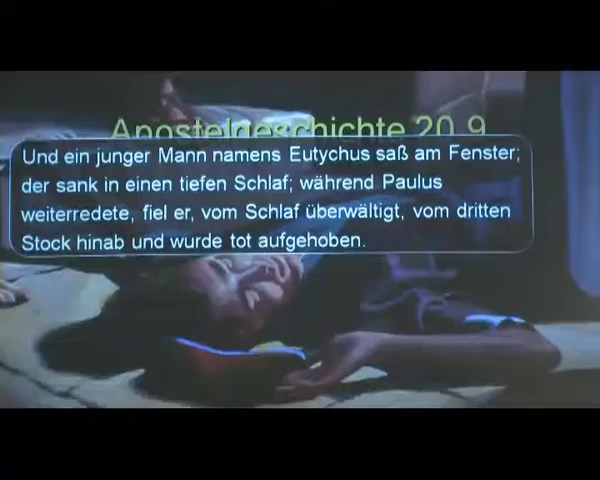 Apostelgeschichte 20,9
Und ein junger Mann namens Eutychus saß am Fenster;
der sank in einen tiefen Schlaf; während Paulus
weiterredete, fiel er, vom Schlaf überwältigt, vom dritten
Stock hinab und wurde tot aufgehoben.